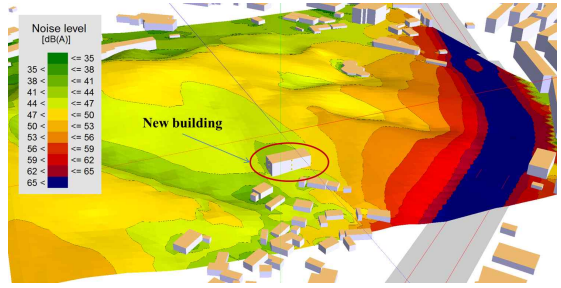 Noise level
[dB(A)]
<= 35
35 < <= 38
38 < <= 41
41 < <= 44
44 < <= 47
47 < <= 50
50 < <= 53
53 < <= 56
56 < <= 59
59 < <= 62
62 < <= 65
65 <
New building